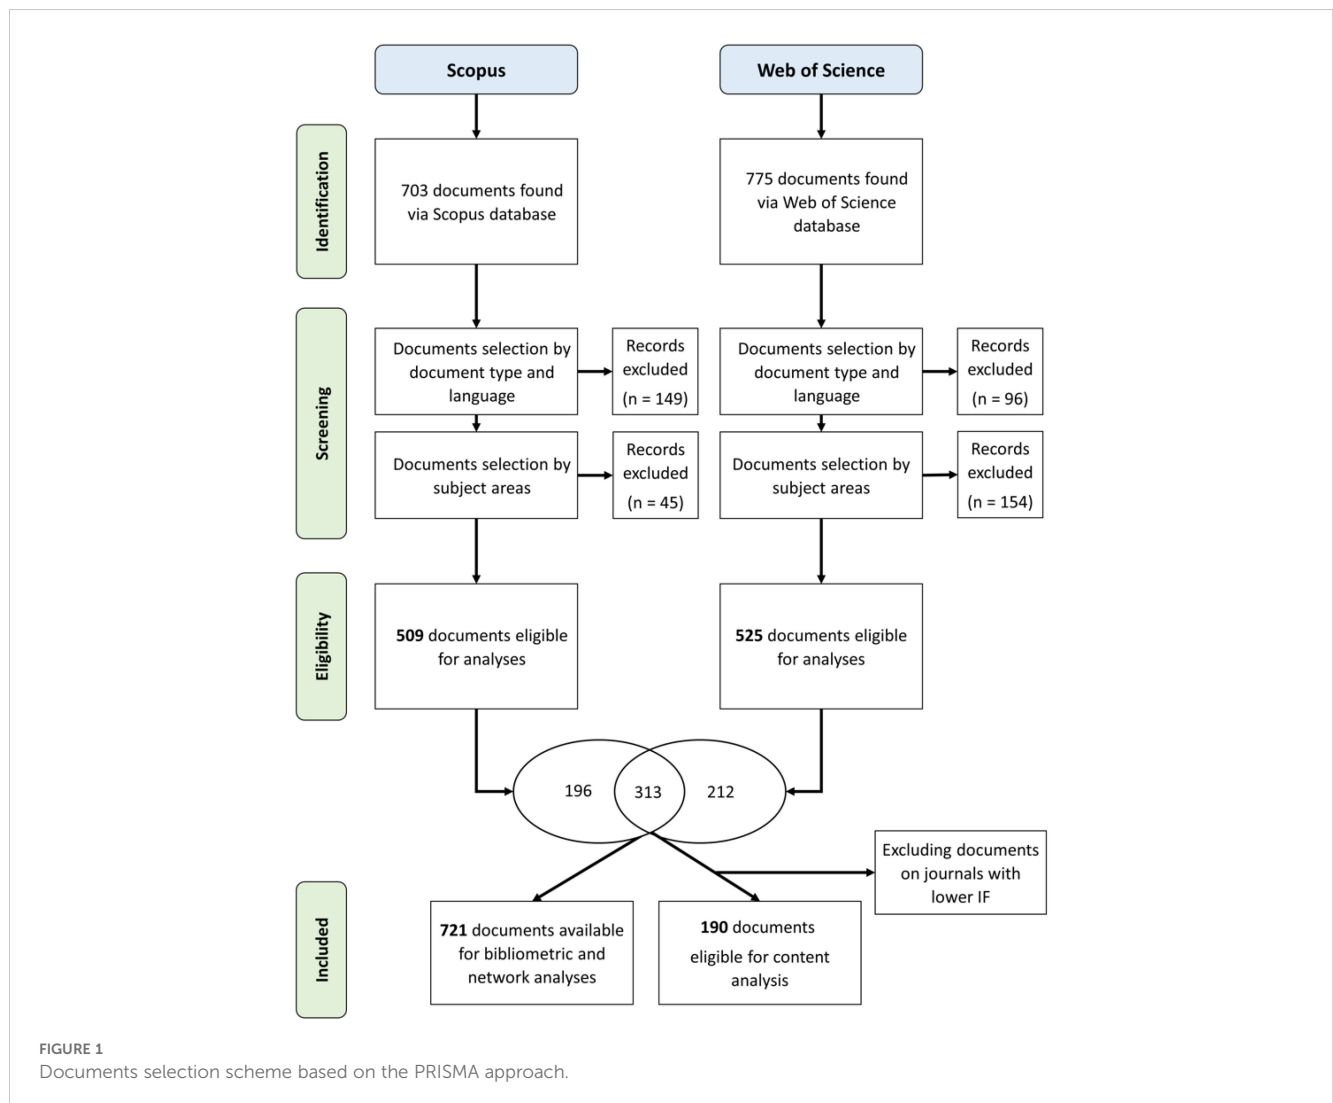 Scopus
Web of Science
Identification
703 documents found
via Scopus database
775 documents found
via Web of Science
database
Screening
Documents selection by
document type and
language
Records
excluded
(n = 149)
Documents selection by
document type and
language
Records
excluded
(n = 96)
Documents selection by
subject areas
Records
excluded
(n = 45)
Documents selection by
subject areas
Records
excluded
(n = 154)
Eligibility
509 documents eligible
for analyses
525 documents eligible
for analyses
196
313
212
Excluding documents
on journals with
lower IF
Included
721 documents available
for bibliometric and
network analyses
190 documents
eligible for content
analysis
FIGURE 1
Documents selection scheme based on the PRISMA approach.